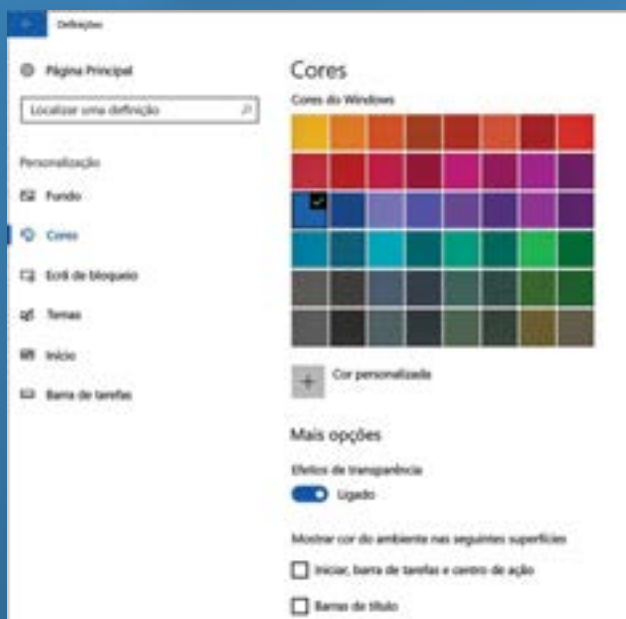 Definições
Página Principal
Localizar uma definição
Personalização
Fundo
Cores
Ecrã de bloqueio
Temas
Início
Barra de tarefas
Cores
Cores do Windows
Cor personalizada
Mais opções
Efeitos de transparência
Ligado
Mostrar cor do ambiente nas seguintes superfícies
Iniciar, barra de tarefas e centro de ação
Barras de título